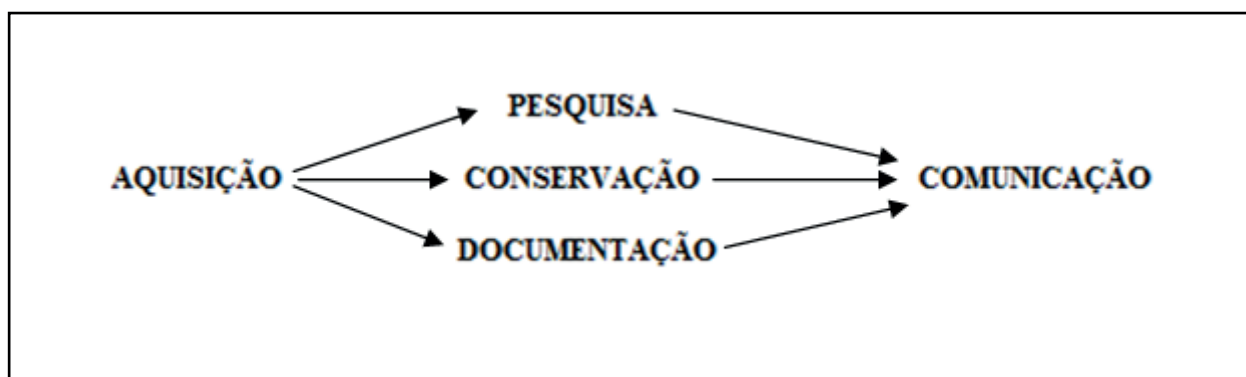 PESQUISA
AQUISIÇÃO CONSERVAÇÃO COMUNICAÇÃO
DOCUMENTAÇÃO